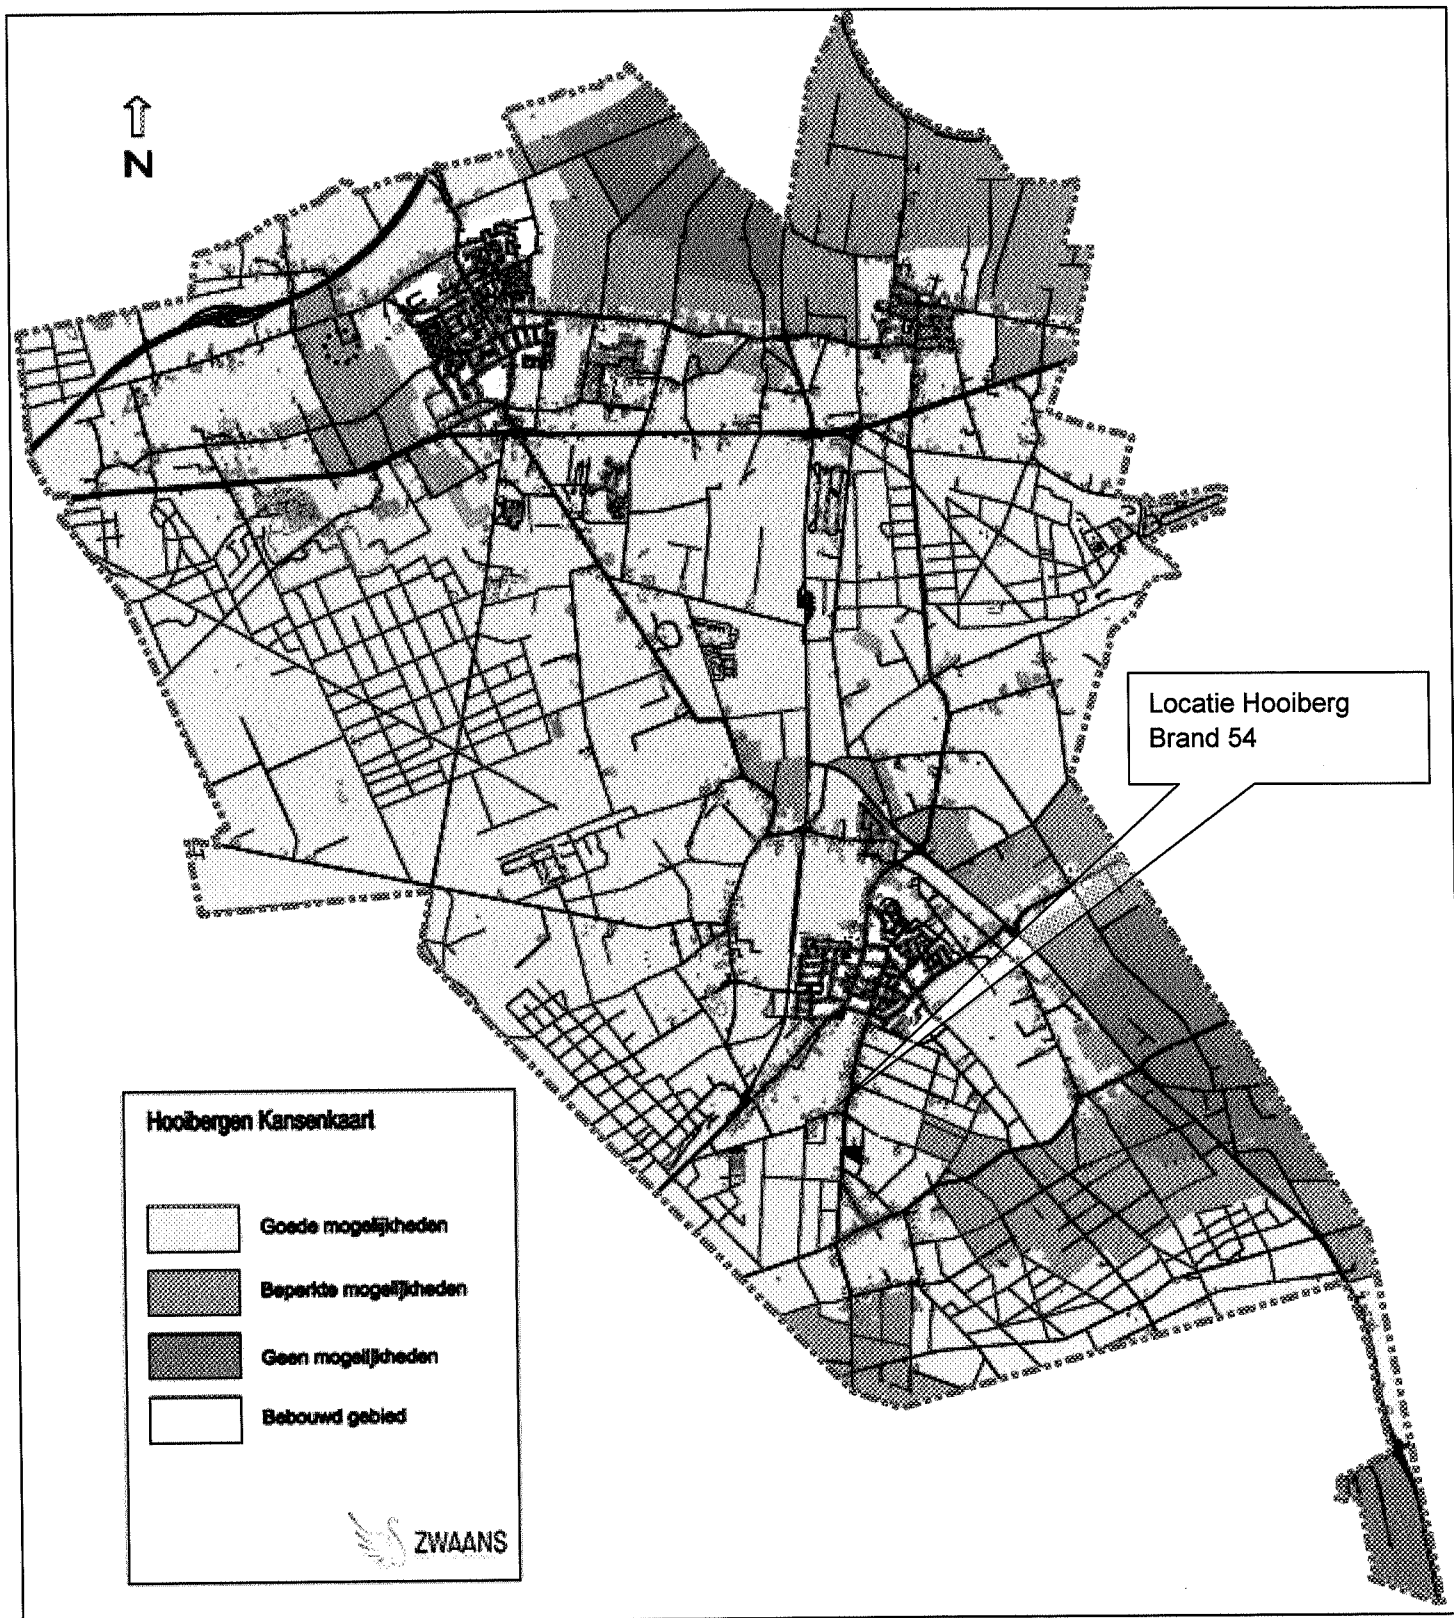 N
Locatie Hooiberg
Brand 54
Hooibergen Kansenkaart
Goede mogelijkheden
Beperkte mogelijkheden
Geen mogelijkheden
Bebouwd gebied
ZWAANS